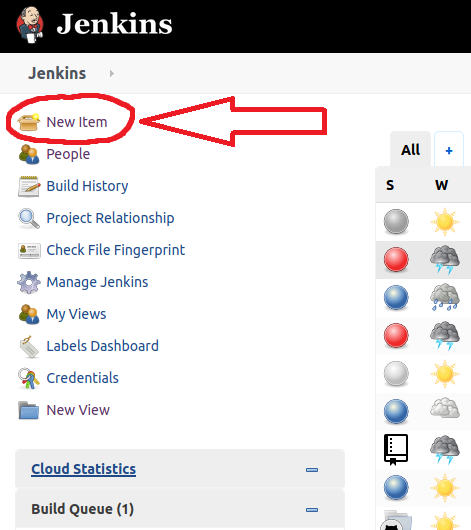 Jenkins
Jenkins
New Item
People
Build History
Project Relationship
Check File Fingerprint
Manage Jenkins
My Views
Labels Dashboard
Credentials
New View
Cloud Statistics
Build Queue (1)
All +
S W